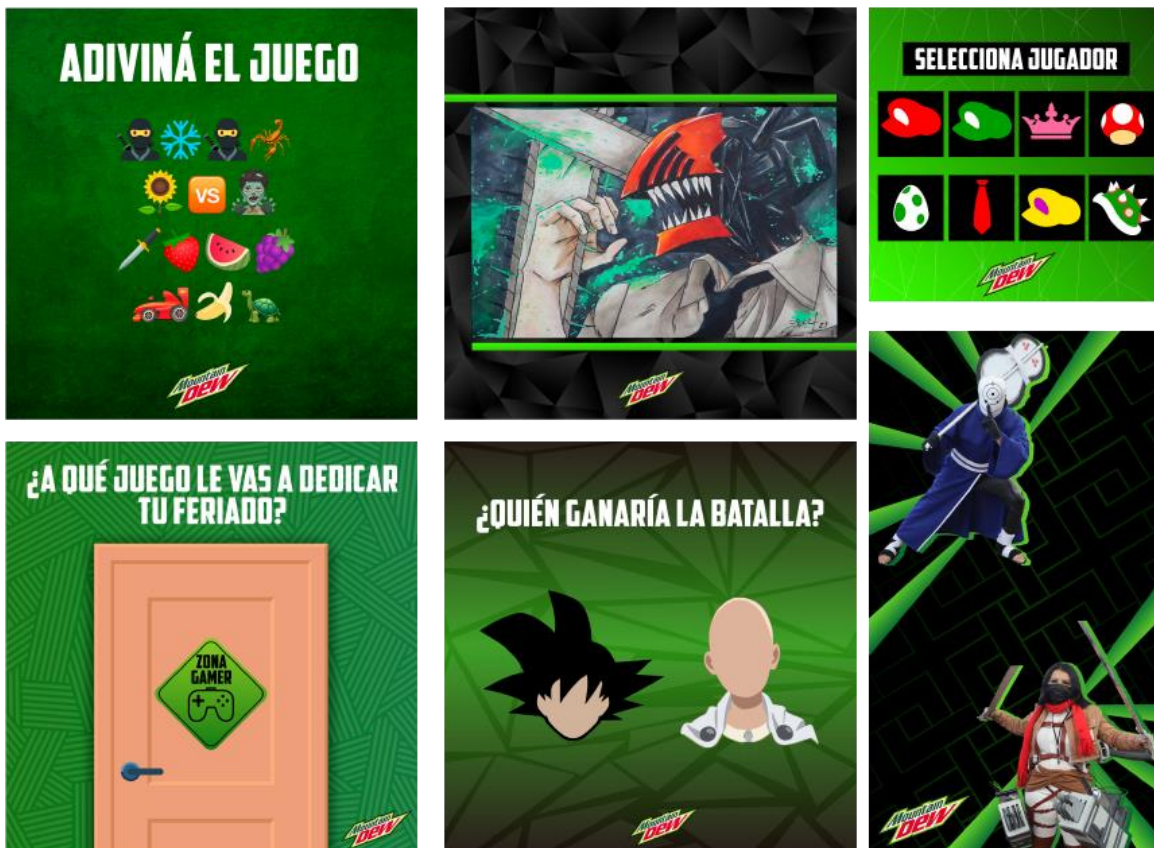 ADIVINÁ EL JUEGO
VS
Mountain
DEW
Mountain
DEW
SELECCIONA JUGADOR
Mountain
DEW
¿A QUÉ JUEGO LE VAS A DEDICAR
TU FERIADO?
ZONA
GAMER
Mountain
DEW
¿QUIÉN GANARÍA LA BATALLA?
Mountain
DEW
Mountain
DEW